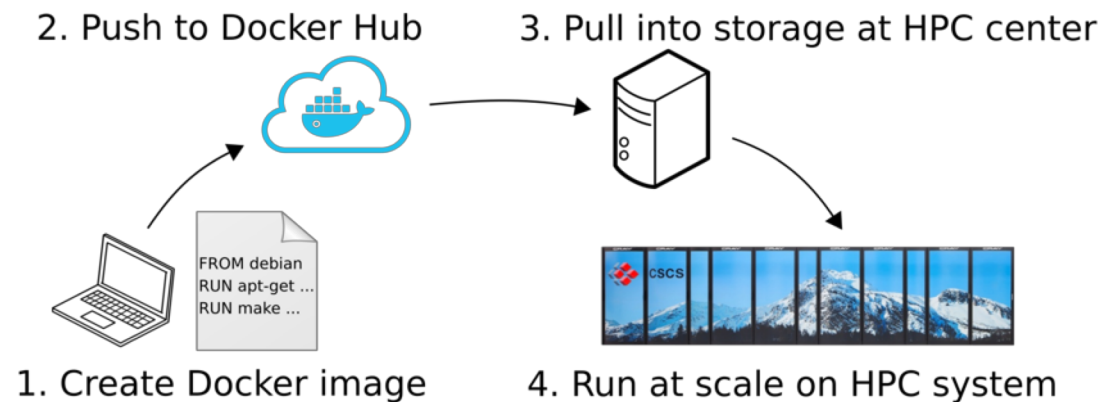 2. Push to Docker Hub
3. Pull into storage at HPC center
FROM debian
RUN apt-get ...
RUN make ...
CSCS
1. Create Docker image
4. Run at scale on HPC system